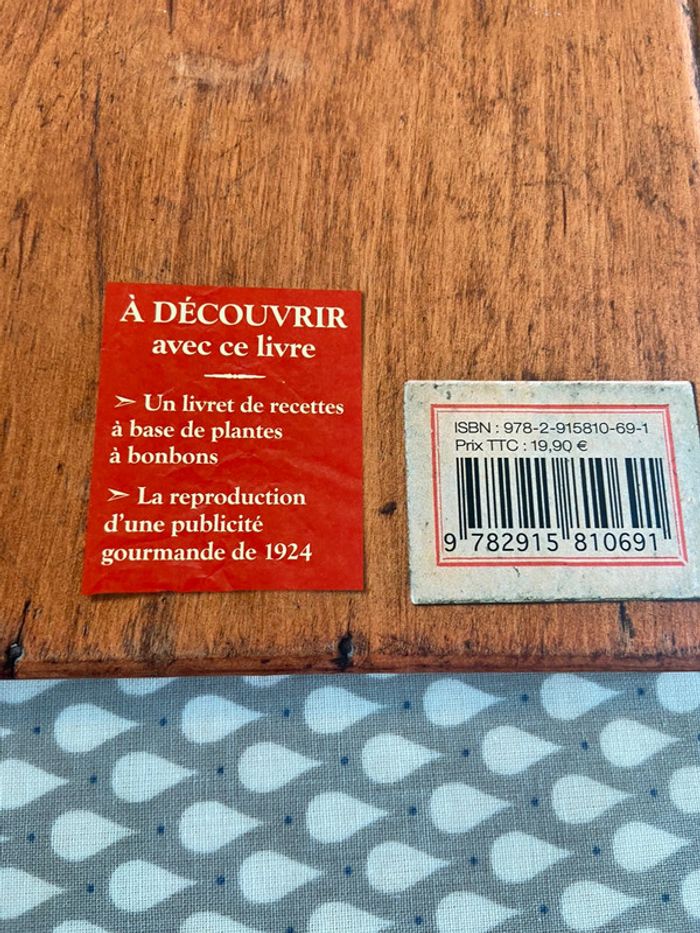 À DÉCOUVRIR
avec ce livre
➣ Un livret de recettes
à base de plantes
à bonbons
➣ La reproduction
d'une publicité
gourmande de 1924
ISBN : 978-2-915810-69-1
Prix TTC : 19,90 €
9 782915 810691